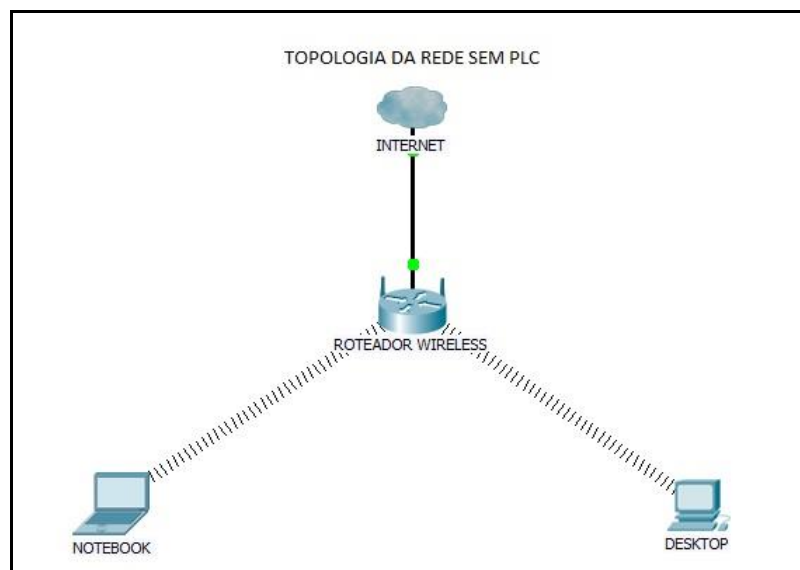 TOPOLOGIA DA REDE SEM PLC
INTERNET
ROTEADOR WIRELESS
NOTEBOOK
DESKTOP